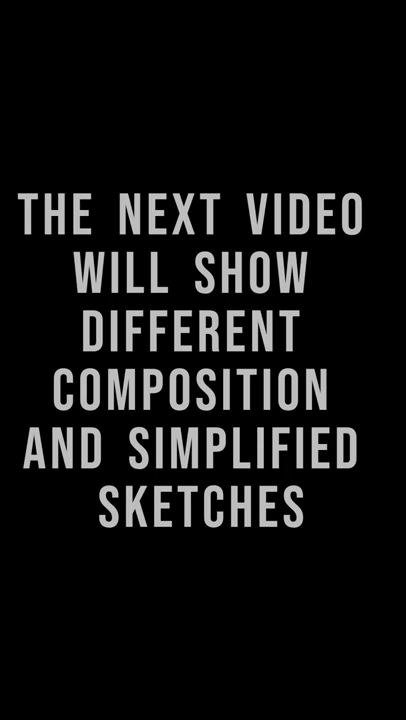 THE NEXT VIDEO
WILL SHOW
DIFFERENT
COMPOSITION
AND SIMPLIFIED
SKETCHES